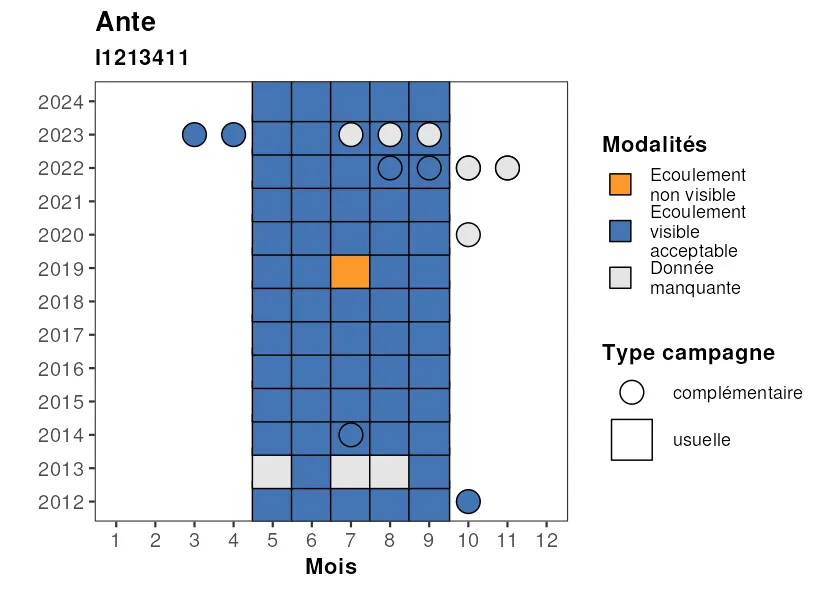 Ante
I1213411
2024
2023
2022
2021
2020
2019
2018
2017
2016
2015
2014
2013
2012
1 2 3 4 5 6 7 8 9 10 11 12
Mois
Modalités
Ecoulement
non visible
Ecoulement
visible
acceptable
Donnée
manquante
Type campagne
complémentaire
usuelle